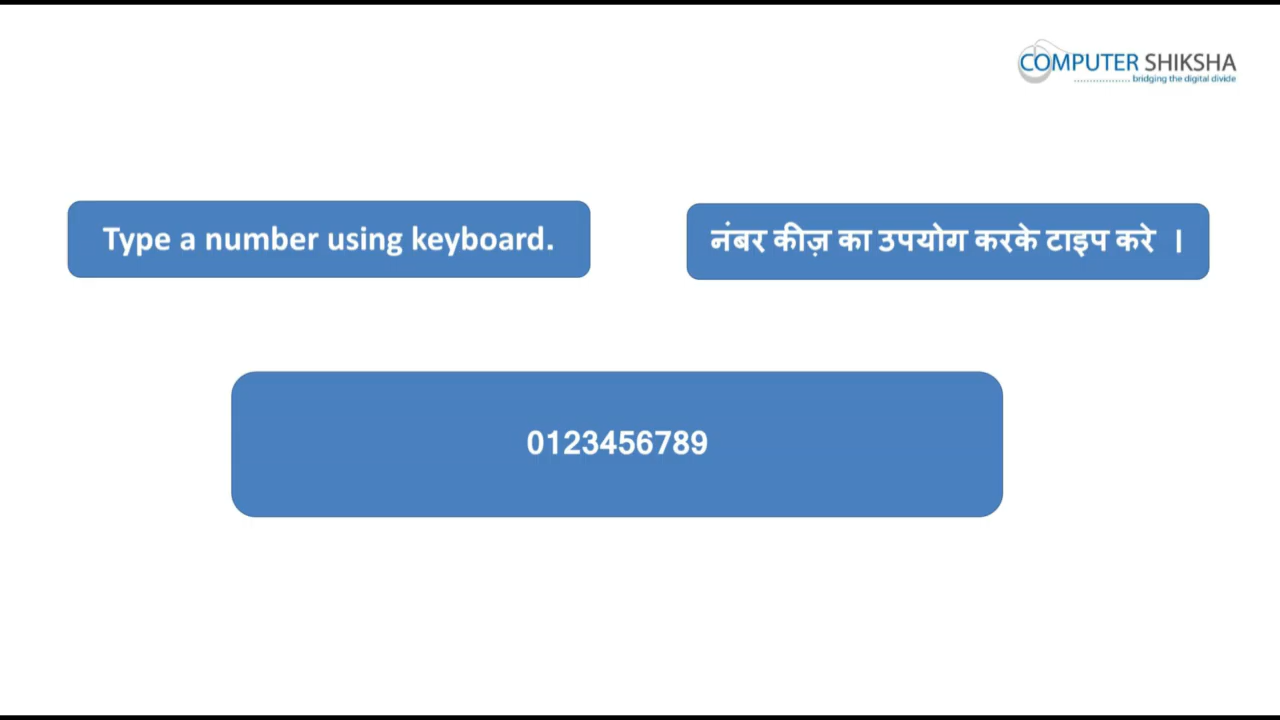 COMPUTER SHIKSHA
bridging the digital divide
Type a number using keyboard.
नंबर कीज़ का उपयोग करके टाइप करे ।
0123456789